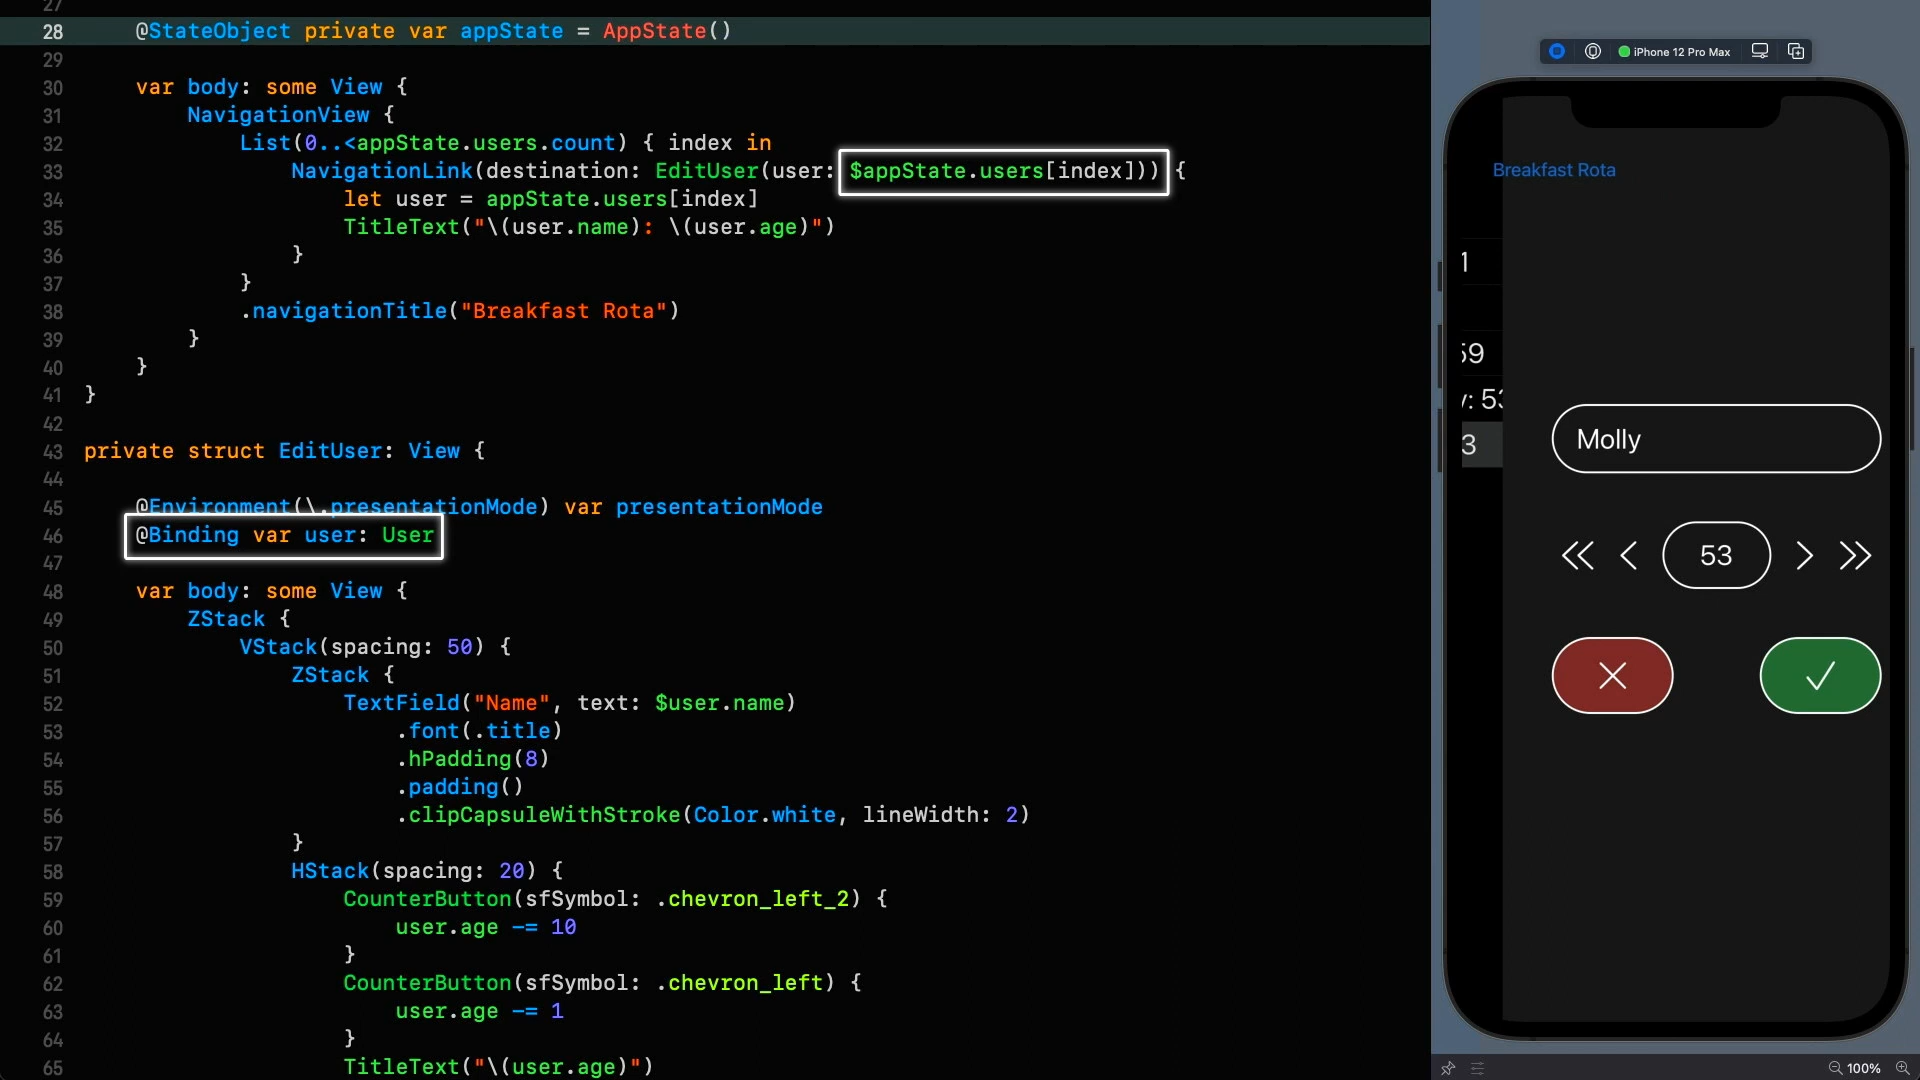 27
28 @StateObject private var appState = AppState()
29
30 var body: some View {
31 NavigationView {
32 List(0..<appState.users.count) { index in
33 NavigationLink(destination: EditUser(user: $appState.users[index])) {
34 let user = appState.users[index]
35 TitleText("\(user.name): \(user.age)")
36 }
37 }
38 .navigationTitle("Breakfast Rota")
39 }
40 }
41 }
42
43 private struct EditUser: View {
44
45 @Environment(\.presentationMode) var presentationMode
46 @Binding var user: User
47
48 var body: some View {
49 ZStack {
50 VStack(spacing: 50) {
51 ZStack {
52 TextField("Name", text: $user.name)
53 .font(.title)
54 .hPadding(8)
55 .padding()
56 .clipCapsuleWithStroke(Color.white, lineWidth: 2)
57 }
58 HStack(spacing: 20) {
59 CounterButton(sfSymbol: .chevron_left_2) {
60 user.age -= 10
61 }
62 CounterButton(sfSymbol: .chevron_left) {
63 user.age -= 1
64 }
65 TitleText("\(user.age)")
iPhone 12 Pro Max
Breakfast Rota
1
59
y: 53
3
Molly
53
100%